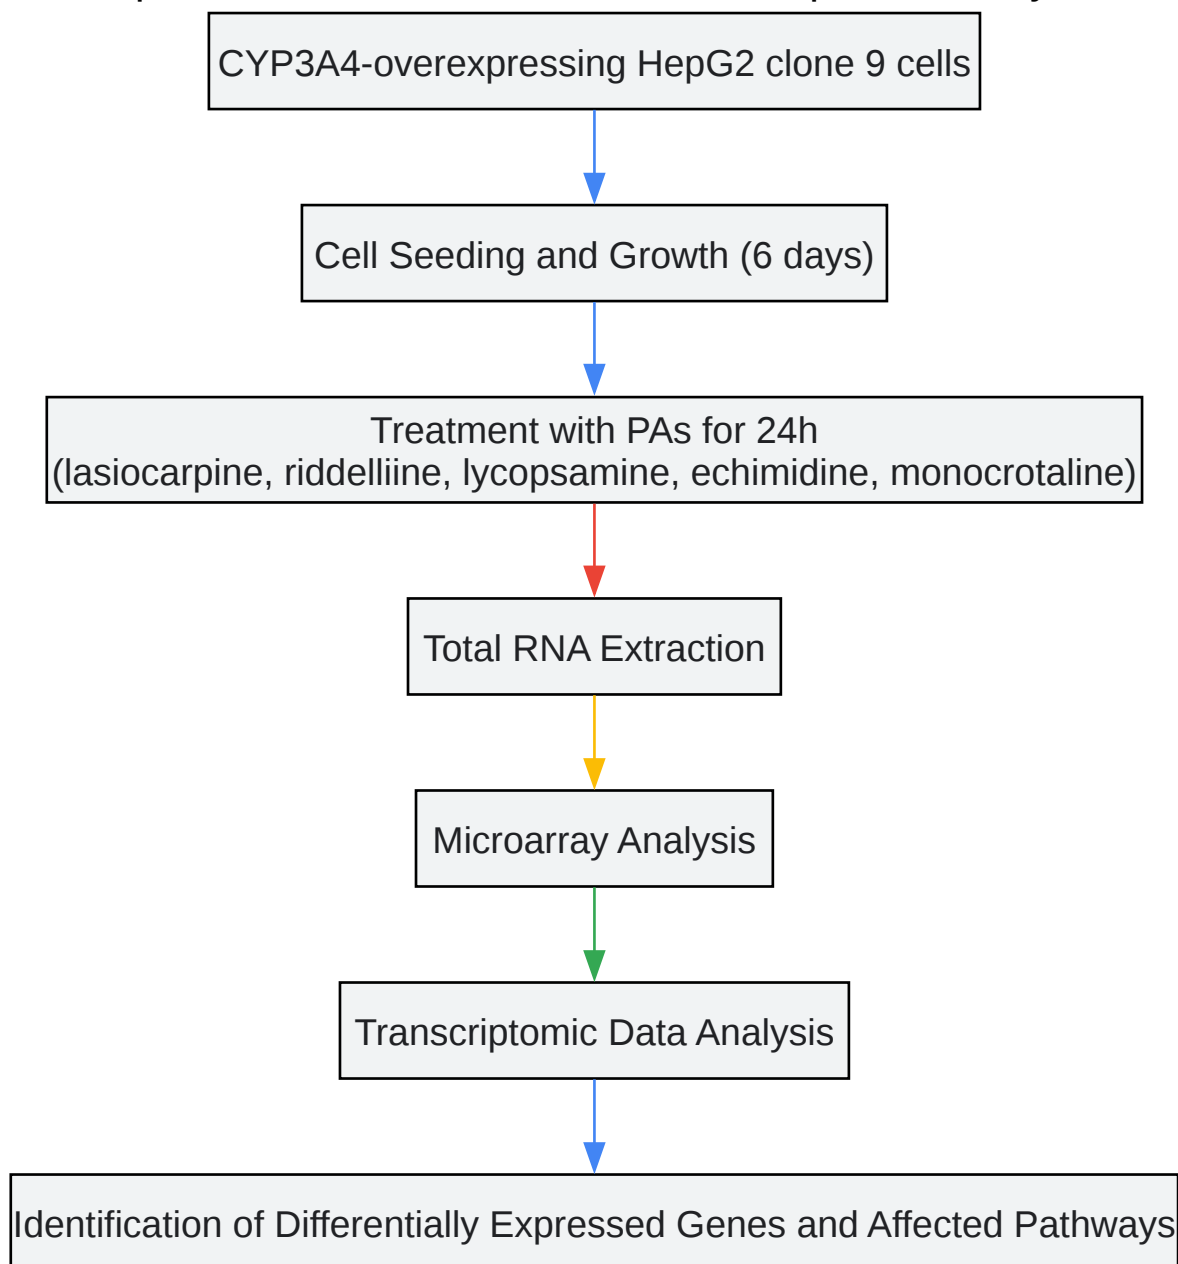 CYP3A4-overexpressing HepG2 clone 9 cells
Cell Seeding and Growth (6 days)
Treatment with PAs for 24h
(lasiocarpine, riddelliine, lycopsamine, echimidine, monocrotaline)
Total RNA Extraction
Microarray Analysis
Transcriptomic Data Analysis
Identification of Differentially Expressed Genes and Affected Pathways